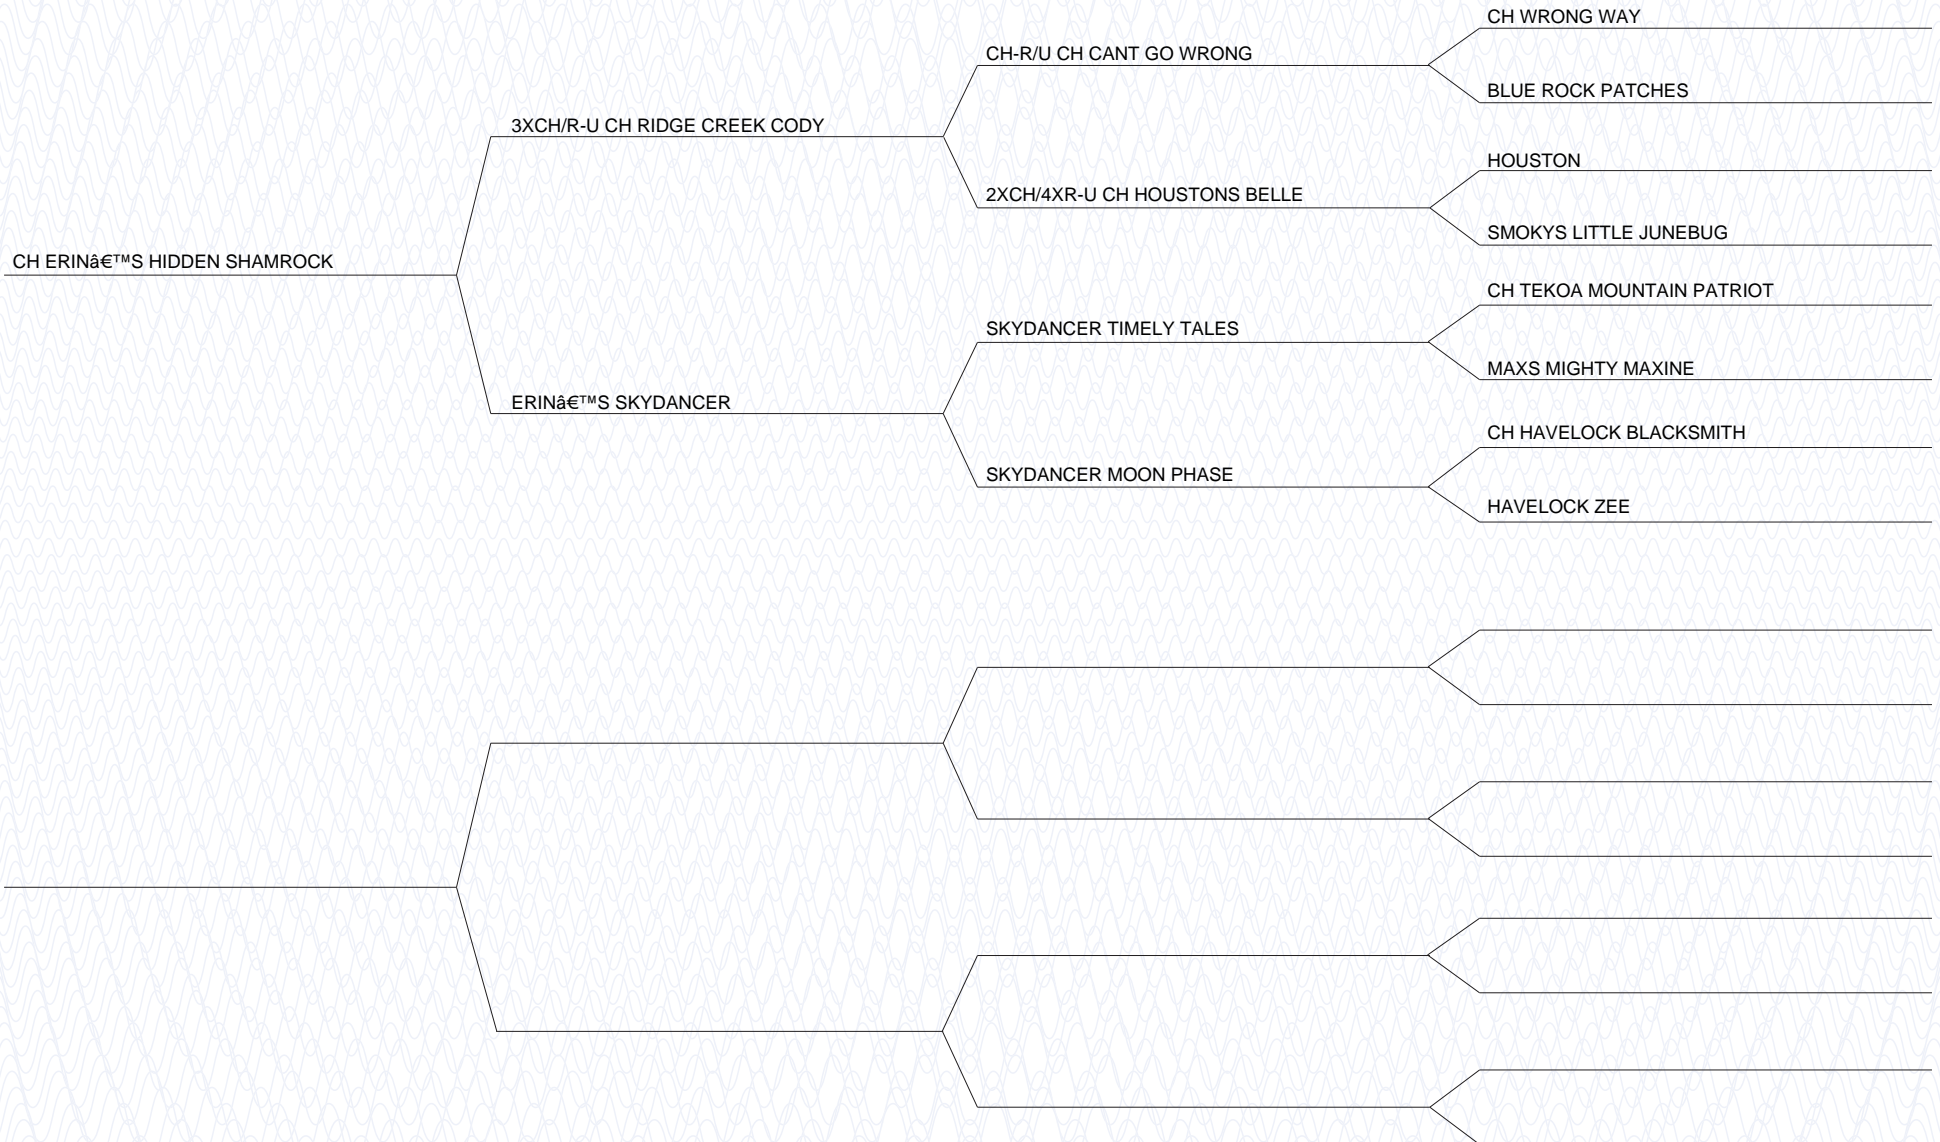 CH WRONG WAY
CH-R/U CH CANT GO WRONG
BLUE ROCK PATCHES
3XCH/R-U CH RIDGE CREEK CODY
HOUSTON
2XCH/4XR-U CH HOUSTONS BELLE
SMOKYS LITTLE JUNEBUG
CH ERINâ€™S HIDDEN SHAMROCK
CH TEKOA MOUNTAIN PATRIOT
SKYDANCER TIMELY TALES
MAXS MIGHTY MAXINE
ERINâ€™S SKYDANCER
CH HAVELOCK BLACKSMITH
SKYDANCER MOON PHASE
HAVELOCK ZEE